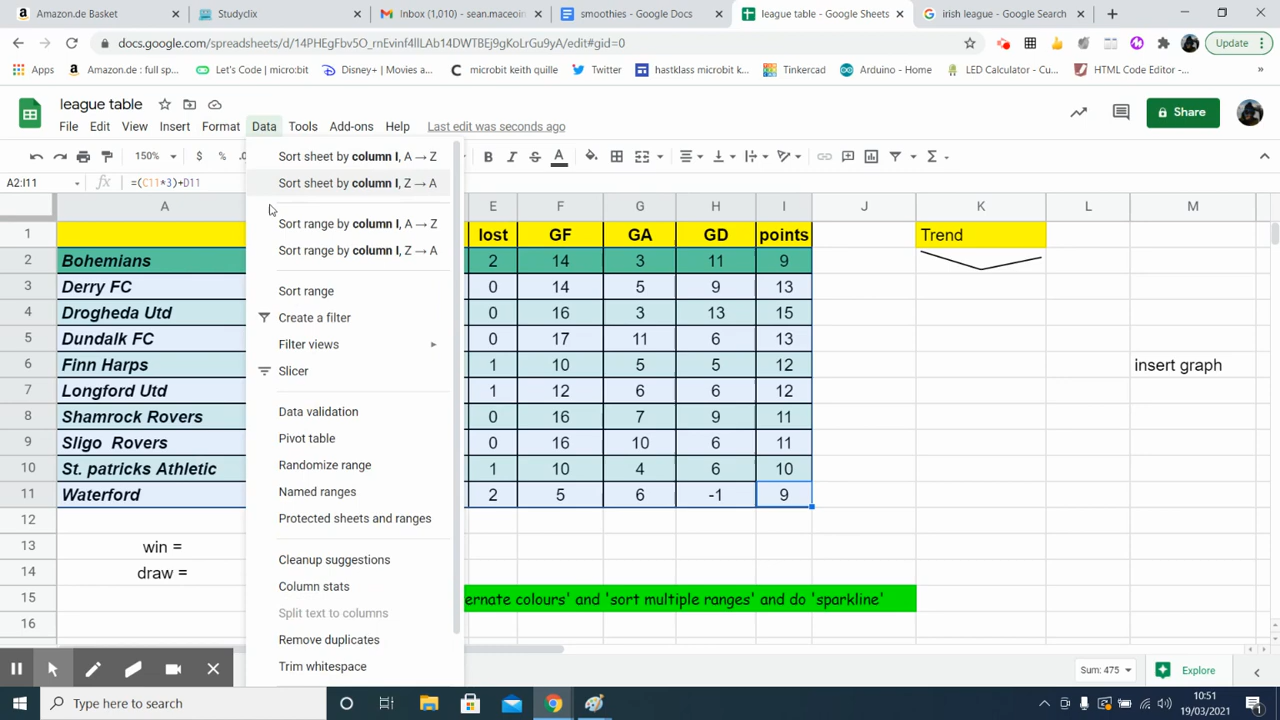 Amazon.de Basket
Studyclix
Inbox (1,010) - sean.maceoin
smoothies - Google Docs
league table - Google Sheets
irish league - Google Search
docs.google.com/spreadsheets/d/14PHEgFbv5O_rnEvinf4llLAb14DWTBEj9gKoLrGu9yA/edit#gid=0
Update
Apps
Amazon.de : full sp...
Let's Code | micro:bit
Disney+ | Movies a...
microbit keith quille
Twitter
hastklass microbit k...
Tinkercad
Arduino - Home
LED Calculator - Cu...
HTML Code Editor -...
league table
Share
File Edit View Insert Format Data Tools Add-ons Help Last edit was seconds ago
150% $ % .0
A2:I11 =(C11*3)+D11
Sort sheet by column I, A → Z
Sort sheet by column I, Z → A
Sort range by column I, A → Z
Sort range by column I, Z → A
Sort range
Create a filter
Filter views
Slicer
Data validation
Pivot table
Randomize range
Named ranges
Protected sheets and ranges
Cleanup suggestions
Column stats
Split text to columns
Remove duplicates
Trim whitespace
A E F G H I J K L M
1 lost GF GA GD points Trend
2 Bohemians 2 14 3 11 9
3 Derry FC 0 14 5 9 13
4 Drogheda Utd 0 16 3 13 15
5 Dundalk FC 0 17 11 6 13
6 Finn Harps 1 10 5 5 12 insert graph
7 Longford Utd 1 12 6 6 12
8 Shamrock Rovers 0 16 7 9 11
9 Sligo Rovers 0 16 10 6 11
10 St. patricks Athletic 1 10 4 6 10
11 Waterford 2 5 6 -1 9
12
13 win =
14 draw =
15 ernate colours' and 'sort multiple ranges' and do 'sparkline'
16
Sum: 475
Explore
Type here to search
10:51
19/03/2021